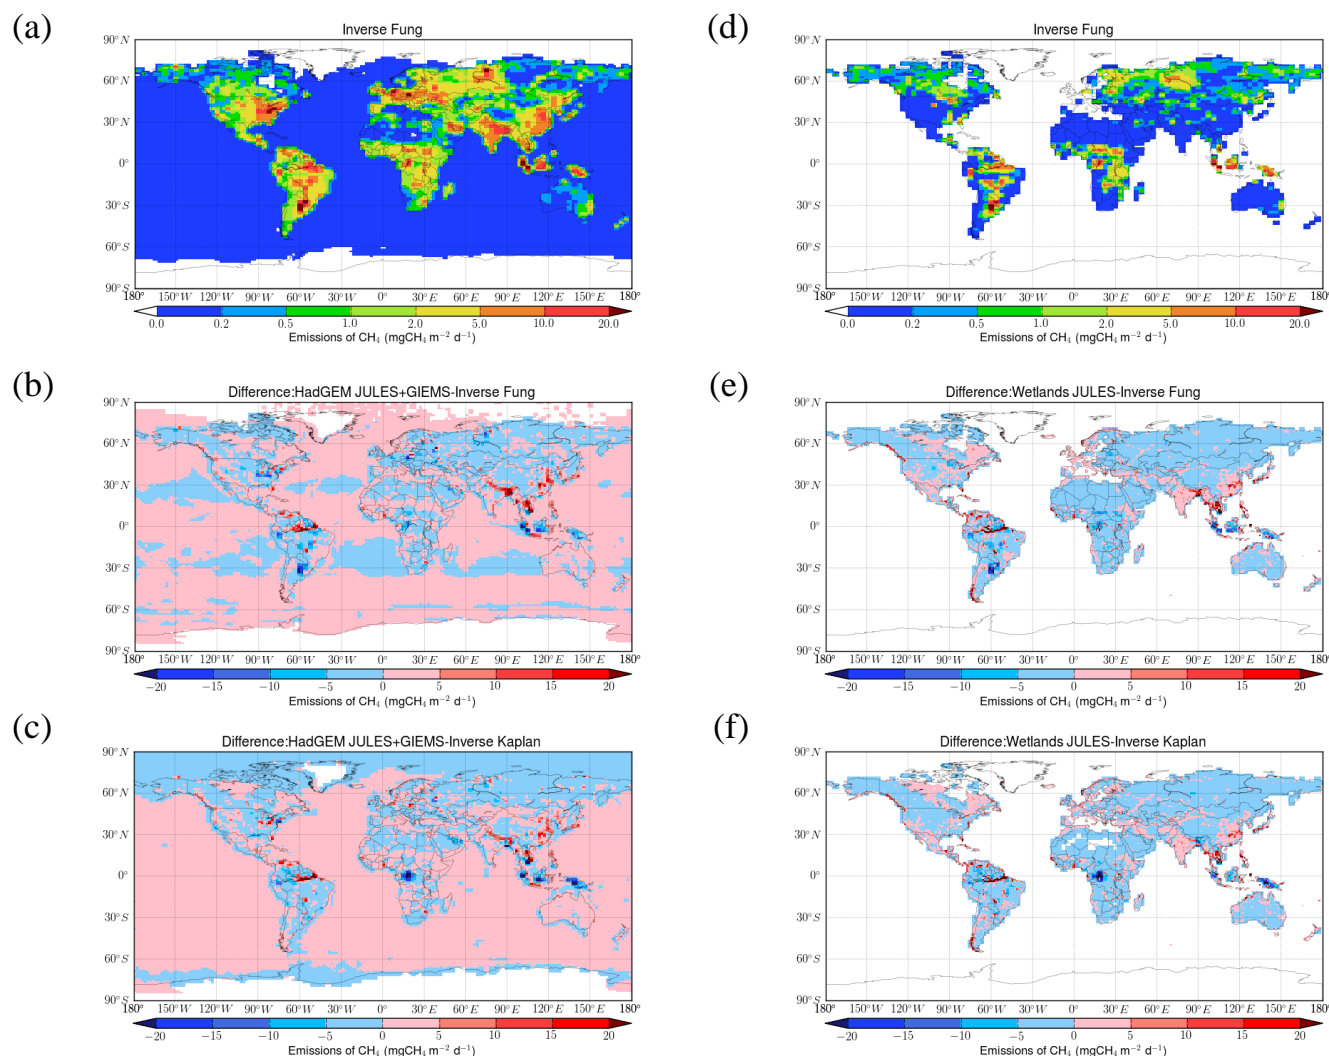 (a)
Inverse Fung
90°N
60°N
30°N
0°
30°S
60°S
90°S
180° 150°W 120°W 90°W 60°W 30°W 0° 30°E 60°E 90°E 120°E 150°E 180°
0.0 0.2 0.5 1.0 2.0 5.0 10.0 20.0
Emissions of CH₄ (mgCH₄ m⁻² d⁻¹)
(d)
Inverse Fung
90°N
60°N
30°N
0°
30°S
60°S
90°S
180° 150°W 120°W 90°W 60°W 30°W 0° 30°E 60°E 90°E 120°E 150°E 180°
0.0 0.2 0.5 1.0 2.0 5.0 10.0 20.0
Emissions of CH₄ (mgCH₄ m⁻² d⁻¹)
(b)
Difference:HadGEM JULES+GIEMS-Inverse Fung
90°N
60°N
30°N
0°
30°S
60°S
90°S
180° 150°W 120°W 90°W 60°W 30°W 0° 30°E 60°E 90°E 120°E 150°E 180°
−20 −15 −10 −5 0 5 10 15 20
Emissions of CH₄ (mgCH₄ m⁻² d⁻¹)
(e)
Difference:Wetlands JULES-Inverse Fung
90°N
60°N
30°N
0°
30°S
60°S
90°S
180° 150°W 120°W 90°W 60°W 30°W 0° 30°E 60°E 90°E 120°E 150°E 180°
−20 −15 −10 −5 0 5 10 15 20
Emissions of CH₄ (mgCH₄ m⁻² d⁻¹)
(c)
Difference:HadGEM JULES+GIEMS-Inverse Kaplan
90°N
60°N
30°N
0°
30°S
60°S
90°S
180° 150°W 120°W 90°W 60°W 30°W 0° 30°E 60°E 90°E 120°E 150°E 180°
−20 −15 −10 −5 0 5 10 15 20
Emissions of CH₄ (mgCH₄ m⁻² d⁻¹)
(f)
Difference:Wetlands JULES-Inverse Kaplan
90°N
60°N
30°N
0°
30°S
60°S
90°S
180° 150°W 120°W 90°W 60°W 30°W 0° 30°E 60°E 90°E 120°E 150°E 180°
−20 −15 −10 −5 0 5 10 15 20
Emissions of CH₄ (mgCH₄ m⁻² d⁻¹)